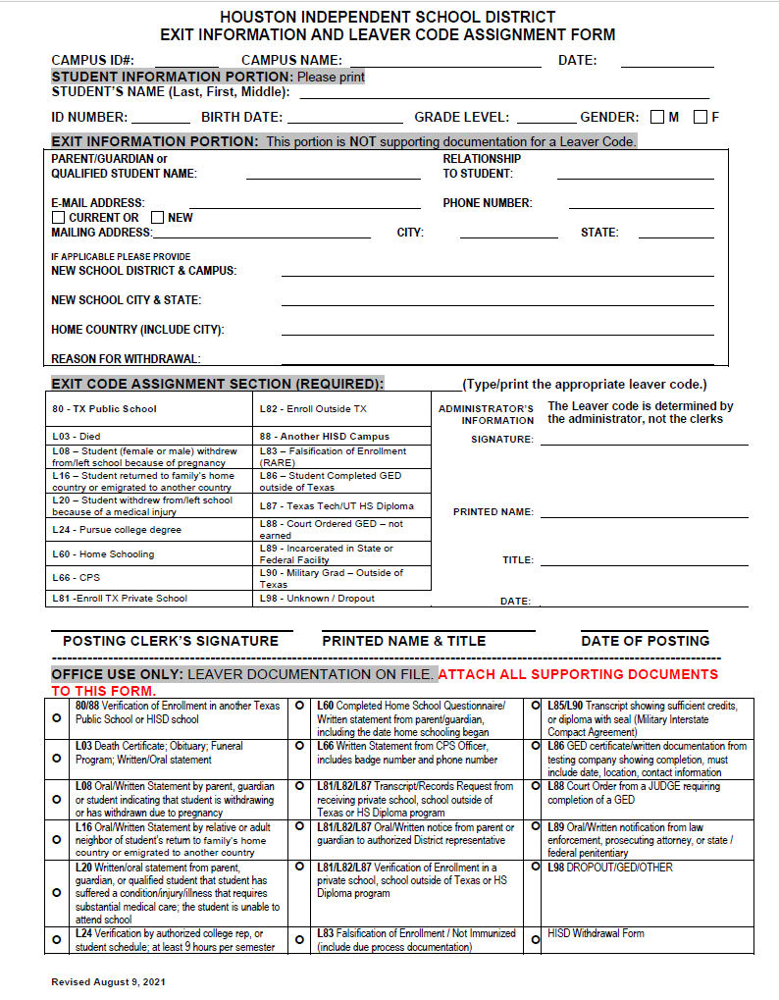 HOUSTON INDEPENDENT SCHOOL DISTRICT
EXIT INFORMATION AND LEAVER CODE ASSIGNMENT FORM
CAMPUS ID#: CAMPUS NAME: DATE:
STUDENT INFORMATION PORTION: Please print
STUDENT'S NAME (Last, First, Middle):
ID NUMBER: BIRTH DATE: GRADE LEVEL: GENDER: M F
EXIT INFORMATION PORTION: This portion is NOT supporting documentation for a Leaver Code.
PARENT/GUARDIAN or
QUALIFIED STUDENT NAME:
RELATIONSHIP
TO STUDENT:
E-MAIL ADDRESS: PHONE NUMBER:
CURRENT OR NEW
MAILING ADDRESS: CITY: STATE:
IF APPLICABLE PLEASE PROVIDE
NEW SCHOOL DISTRICT & CAMPUS:
NEW SCHOOL CITY & STATE:
HOME COUNTRY (INCLUDE CITY):
REASON FOR WITHDRAWAL:
EXIT CODE ASSIGNMENT SECTION (REQUIRED): (Type/print the appropriate leaver code.)
80 - TX Public School
L82 - Enroll Outside TX
L03 - Died
88 - Another HISD Campus
L08 – Student (female or male) withdrew
from/left school because of pregnancy
L83 – Falsification of Enrollment
(RARE)
L16 – Student returned to family's home
country or emigrated to another country
L86 – Student Completed GED
outside of Texas
L20 – Student withdrew from/left school
because of a medical injury
L87 - Texas Tech/UT HS Diploma
L24 - Pursue college degree
L88 - Court Ordered GED – not
earned
L60 - Home Schooling
L89 - Incarcerated in State or
Federal Facility
L66 - CPS
L90 - Military Grad – Outside of
Texas
L81 -Enroll TX Private School
L98 - Unknown / Dropout
ADMINISTRATOR'S
INFORMATION
The Leaver code is determined by
the administrator, not the clerks
SIGNATURE:
PRINTED NAME:
TITLE:
DATE:
POSTING CLERK'S SIGNATURE PRINTED NAME & TITLE DATE OF POSTING
OFFICE USE ONLY: LEAVER DOCUMENTATION ON FILE. ATTACH ALL SUPPORTING DOCUMENTS
TO THIS FORM.
80/88 Verification of Enrollment in another Texas
Public School or HISD school
L60 Completed Home School Questionnaire/
Written statement from parent/guardian,
including the date home schooling began
L85/L90 Transcript showing sufficient credits,
or diploma with seal (Military Interstate
Compact Agreement)
L03 Death Certificate; Obituary; Funeral
Program; Written/Oral statement
L66 Written Statement from CPS Officer,
includes badge number and phone number
L86 GED certificate/written documentation from
testing company showing completion, must
include date, location, contact information
L08 Oral/Written Statement by parent, guardian
or student indicating that student is withdrawing
or has withdrawn due to pregnancy
L81/L82/L87 Transcript/Records Request from
receiving private school, school outside of
Texas or HS Diploma program
L88 Court Order from a JUDGE requiring
completion of a GED
L16 Oral/Written Statement by relative or adult
neighbor of student's return to family's home
country or emigrated to another country
L81/L82/L87 Oral/Written notice from parent or
guardian to authorized District representative
L89 Oral/Written notification from law
enforcement, prosecuting attorney, or state /
federal penitentiary
L20 Written/oral statement from parent,
guardian, or qualified student that student has
suffered a condition/injury/illness that requires
substantial medical care; the student is unable to
attend school
L81/L82/L87 Verification of Enrollment in a
private school, school outside of Texas or HS
Diploma program
L98 DROPOUT/GED/OTHER
L24 Verification by authorized college rep, or
student schedule; at least 9 hours per semester
L83 Falsification of Enrollment / Not Immunized
(include due process documentation)
HISD Withdrawal Form
Revised August 9, 2021